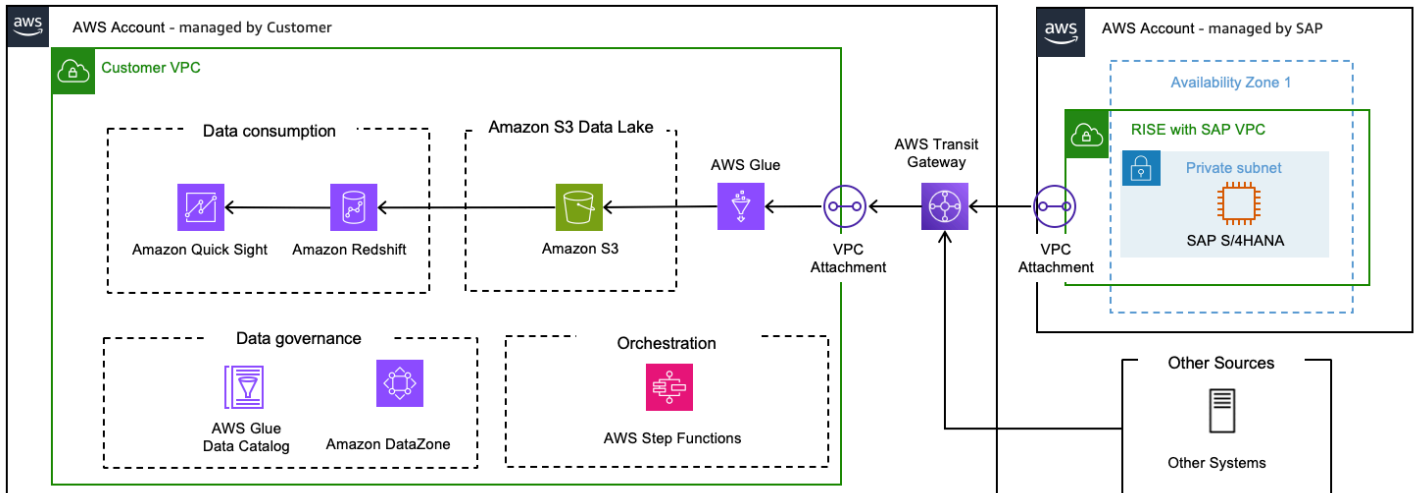 aws
AWS Account - managed by Customer
Customer VPC
Data consumption
Amazon Quick Sight
Amazon Redshift
Amazon S3 Data Lake
Amazon S3
AWS Glue
VPC
Attachment
AWS Transit
Gateway
Data governance
AWS Glue
Data Catalog
Amazon DataZone
Orchestration
AWS Step Functions
aws
AWS Account - managed by SAP
Availability Zone 1
RISE with SAP VPC
Private subnet
SAP S/4HANA
VPC
Attachment
Other Sources
Other Systems